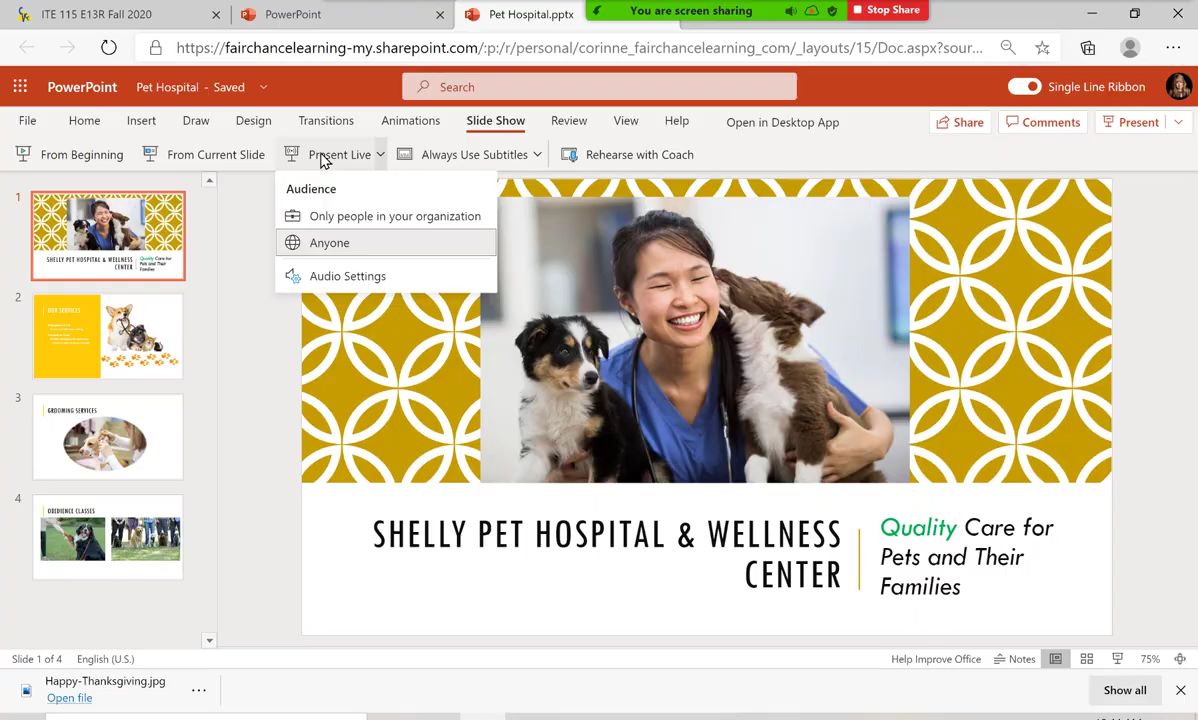 ITE 115 E13R Fall 2020
PowerPoint
Pet Hospital.pptx
You are screen sharing
Stop Share
https://fairchancelearning-my.sharepoint.com/:p:/r/personal/corinne_fairchancelearning_com/_layouts/15/Doc.aspx?sour...
PowerPoint
Pet Hospital - Saved
Search
Single Line Ribbon
File
Home
Insert
Draw
Design
Transitions
Animations
Slide Show
Review
View
Help
Open in Desktop App
Share
Comments
Present
From Beginning
From Current Slide
Present Live
Always Use Subtitles
Rehearse with Coach
Audience
Only people in your organization
Anyone
Audio Settings
1
SHELLY PET HOSPITAL & WELLNESS
CENTER
Quality Care for
Pets and Their
Families
2
OUR SERVICES
3
GROOMING SERVICES
4
OBEDIENCE CLASSES
SHELLY PET HOSPITAL & WELLNESS
CENTER
Quality Care for
Pets and Their
Families
Slide 1 of 4
English (U.S.)
Help Improve Office
Notes
75%
Happy-Thanksgiving.jpg
Open file
Show all